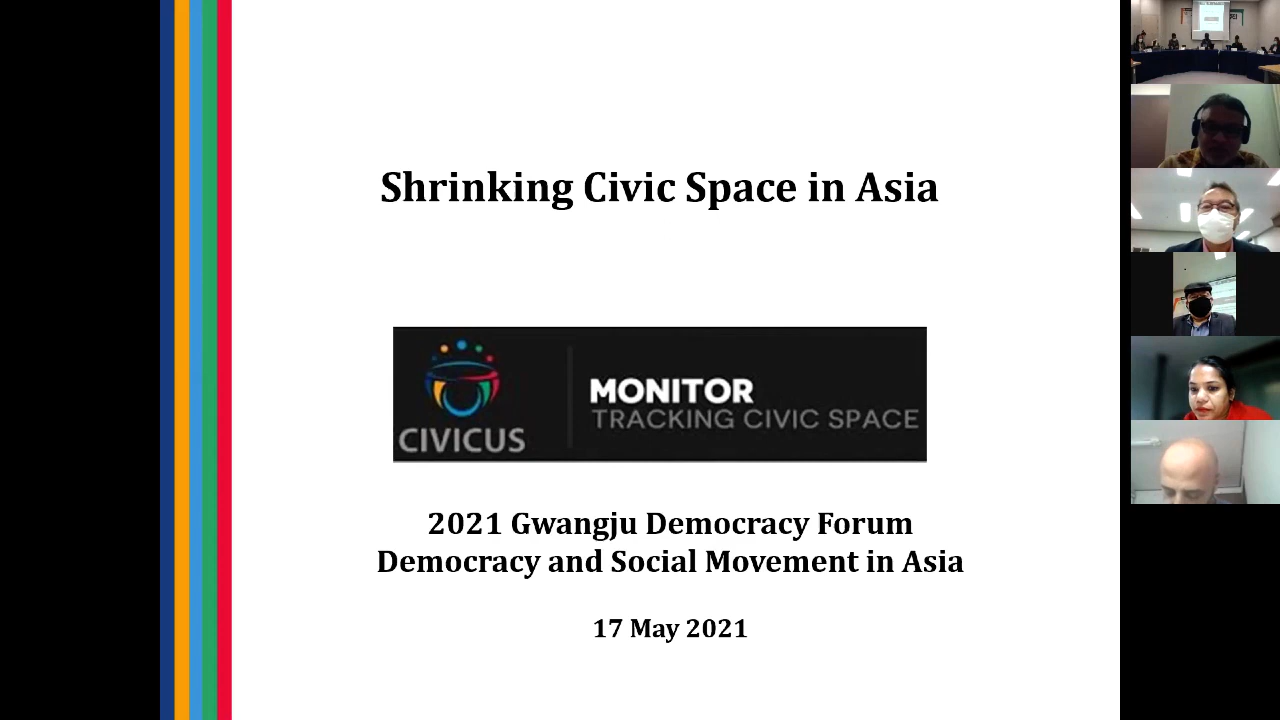 Shrinking Civic Space in Asia
CIVICUS
MONITOR
TRACKING CIVIC SPACE
2021 Gwangju Democracy Forum
Democracy and Social Movement in Asia
17 May 2021